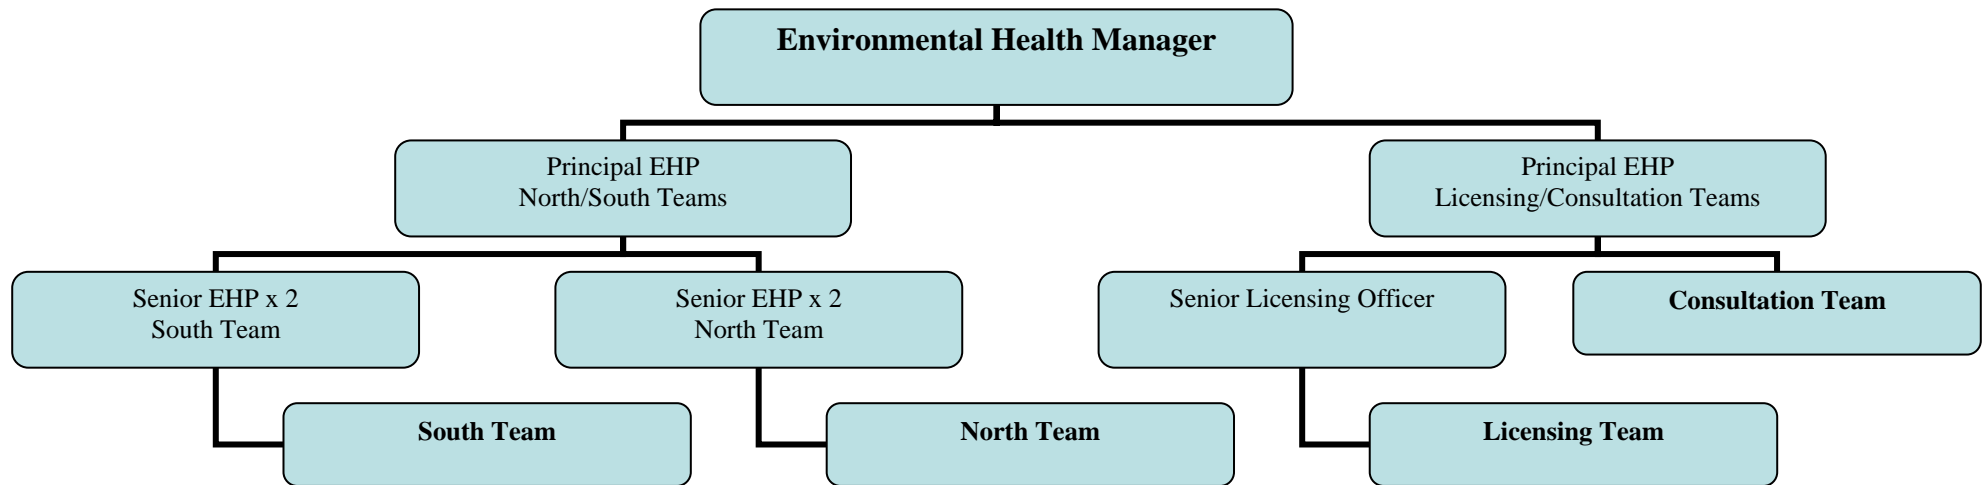 Environmental Health Manager
Principal EHP
North/South Teams
Principal EHP
Licensing/Consultation Teams
Senior EHP x 2
South Team
Senior EHP x 2
North Team
Senior Licensing Officer
Consultation Team
South Team
North Team
Licensing Team